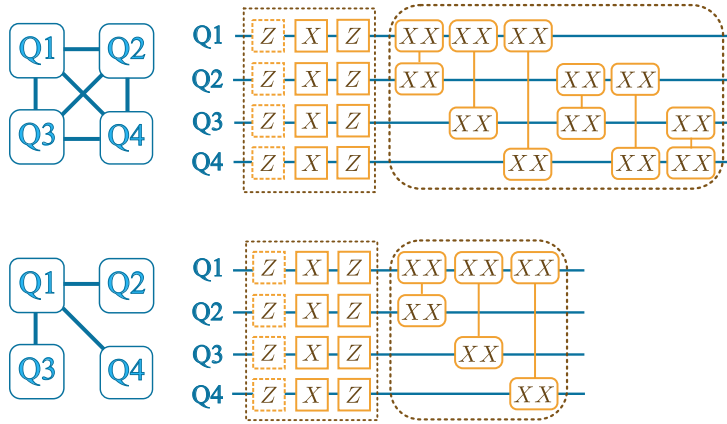 Q1 Q2
Q3 Q4
Q1 Z X Z XX XX XX
Q2 Z X Z XX XX XX
Q3 Z X Z XX XX XX
Q4 Z X Z XX XX XX
Q1 Q2
Q3 Q4
Q1 Z X Z XX XX XX
Q2 Z X Z XX
Q3 Z X Z XX
Q4 Z X Z XX